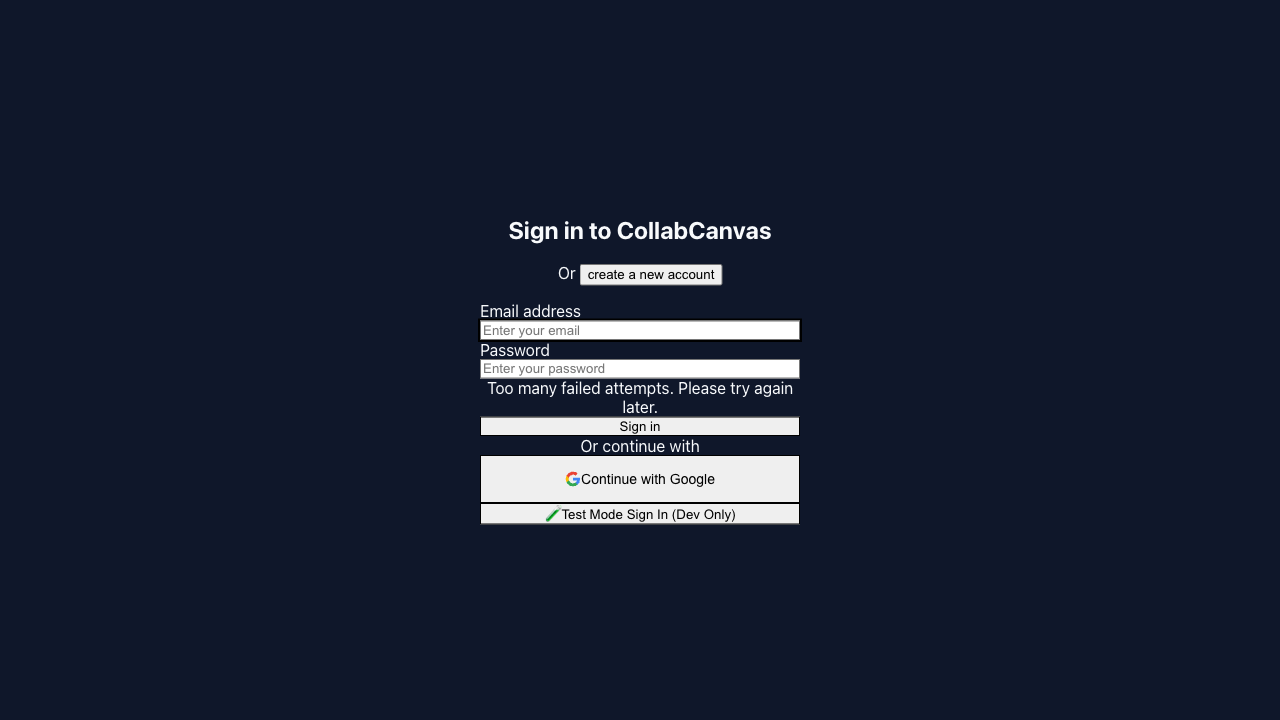 Sign in to CollabCanvas
Or create a new account
Email address
Enter your email
Password
Enter your password
Too many failed attempts. Please try again
later.
Sign in
Or continue with
Continue with Google
Test Mode Sign In (Dev Only)